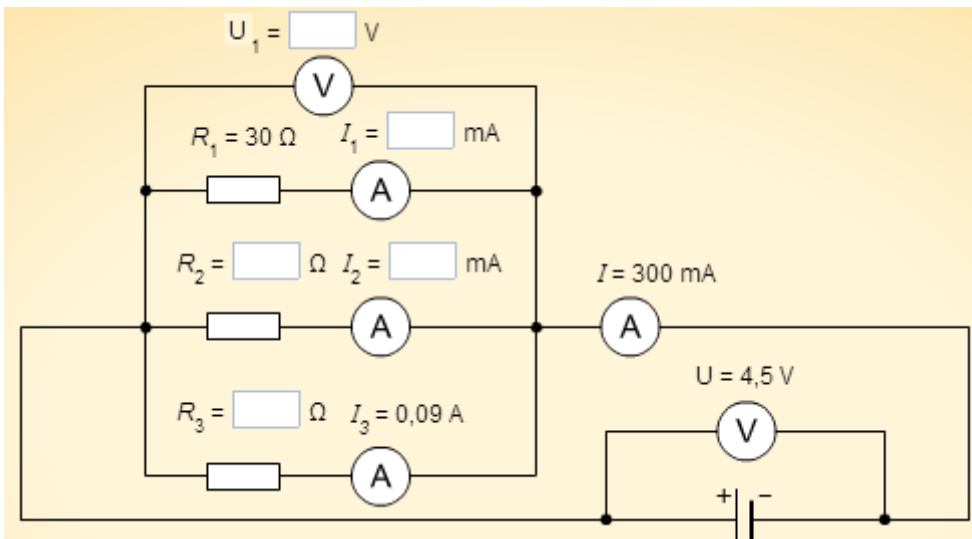 U₁ = V
V
R₁ = 30 Ω I₁ = mA
A
R₂ = Ω I₂ = mA
A
I = 300 mA
A
R₃ = Ω I₃ = 0,09 A
A
U = 4,5 V
V
+ −